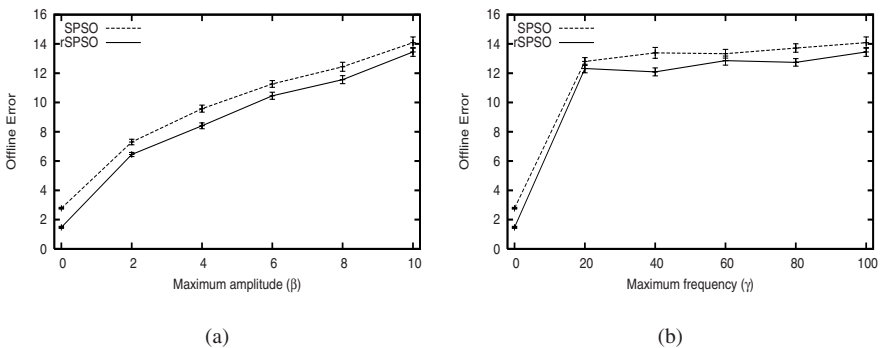 16
14
12
10
8
6
4
2
0
Offline Error
SPSO
rSPSO
0 2 4 6 8 10
Maximum amplitude (β)
(a)
16
14
12
10
8
6
4
2
0
Offline Error
SPSO
rSPSO
0 20 40 60 80 100
Maximum frequency (γ)
(b)